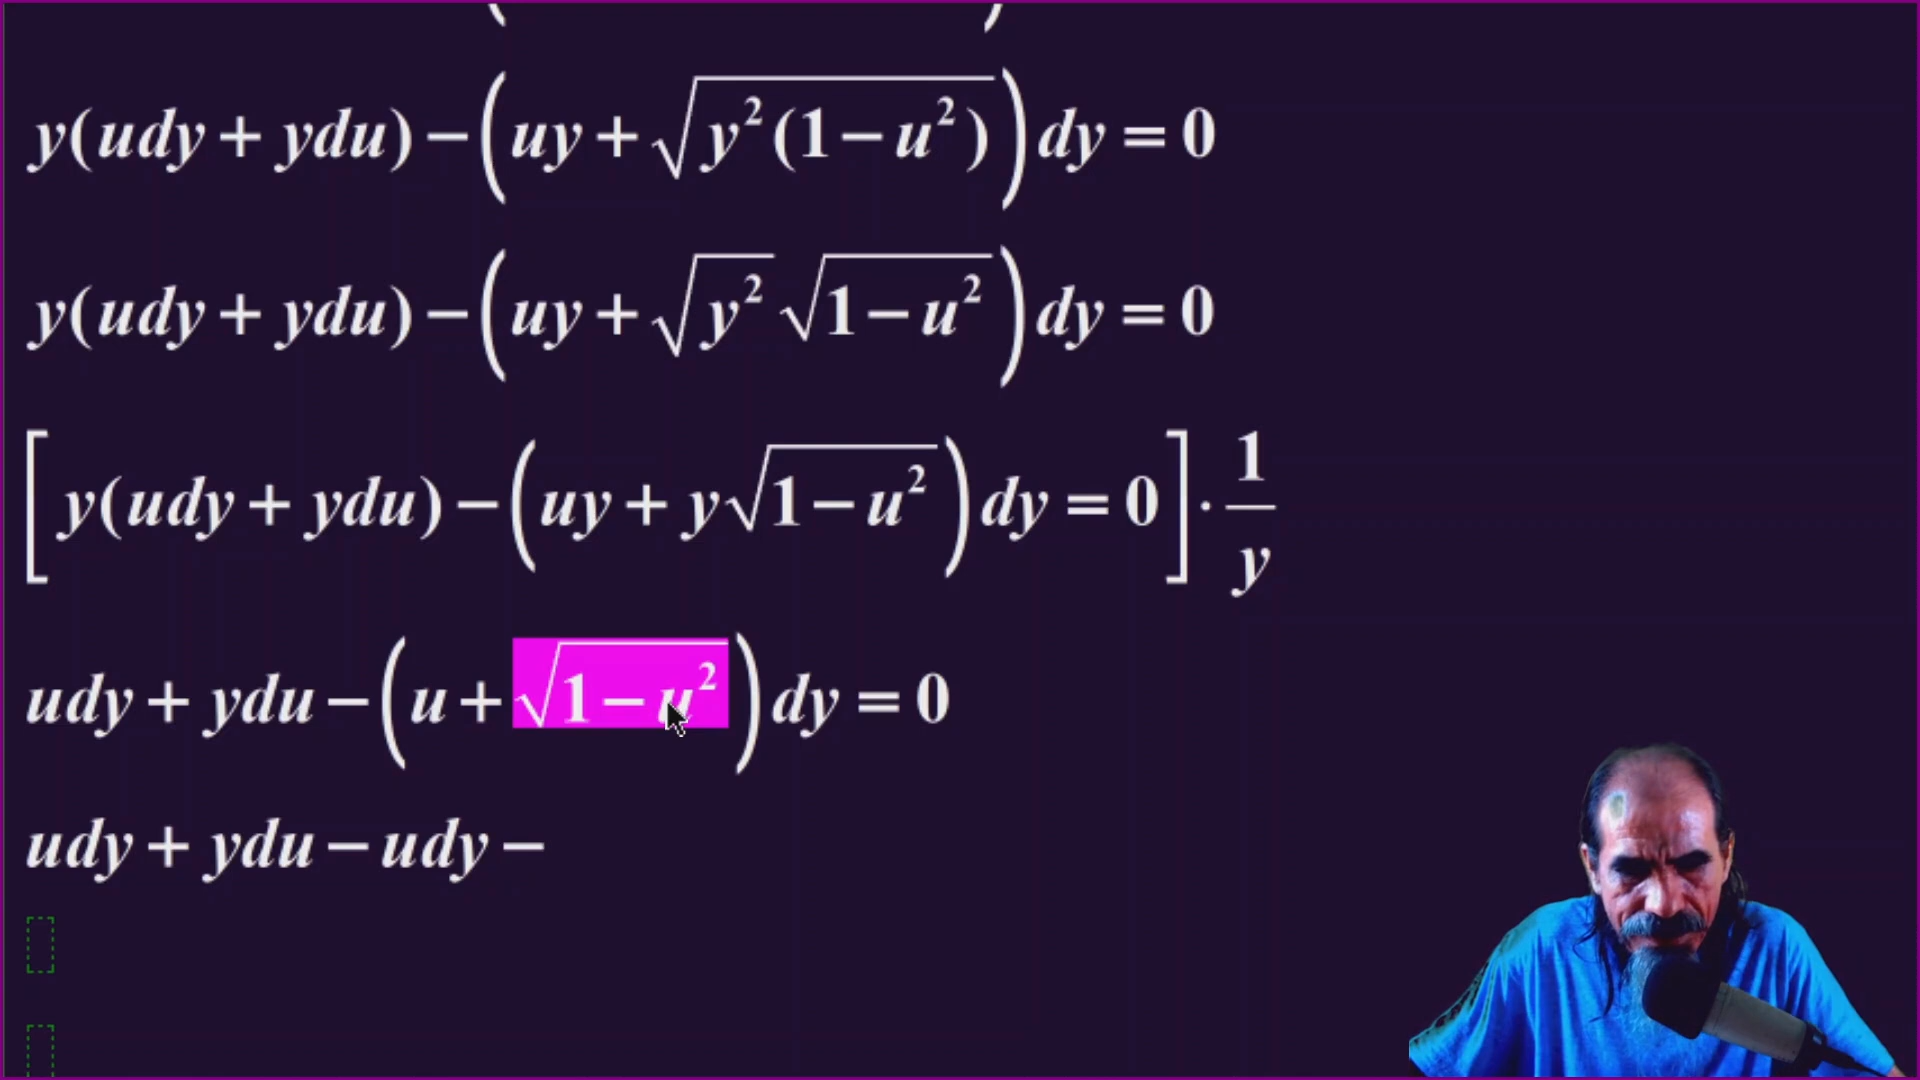 y(udy + ydu) − (uy + √(y²(1 − u²))) dy = 0
y(udy + ydu) − (uy + √(y²) √(1 − u²)) dy = 0
[y(udy + ydu) − (uy + y√(1 − u²)) dy = 0] · 1/y
udy + ydu − (u + √(1 − u²)) dy = 0
udy + ydu − udy −